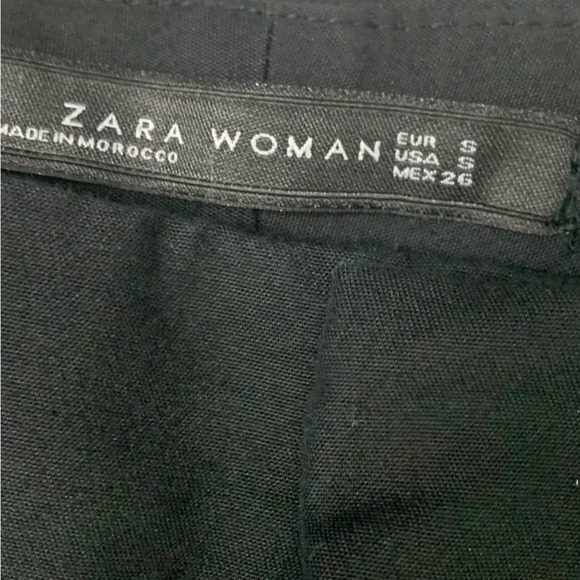 ZARA WOMAN
MADE IN MOROCCO
EUR S
USA S
MEX 26